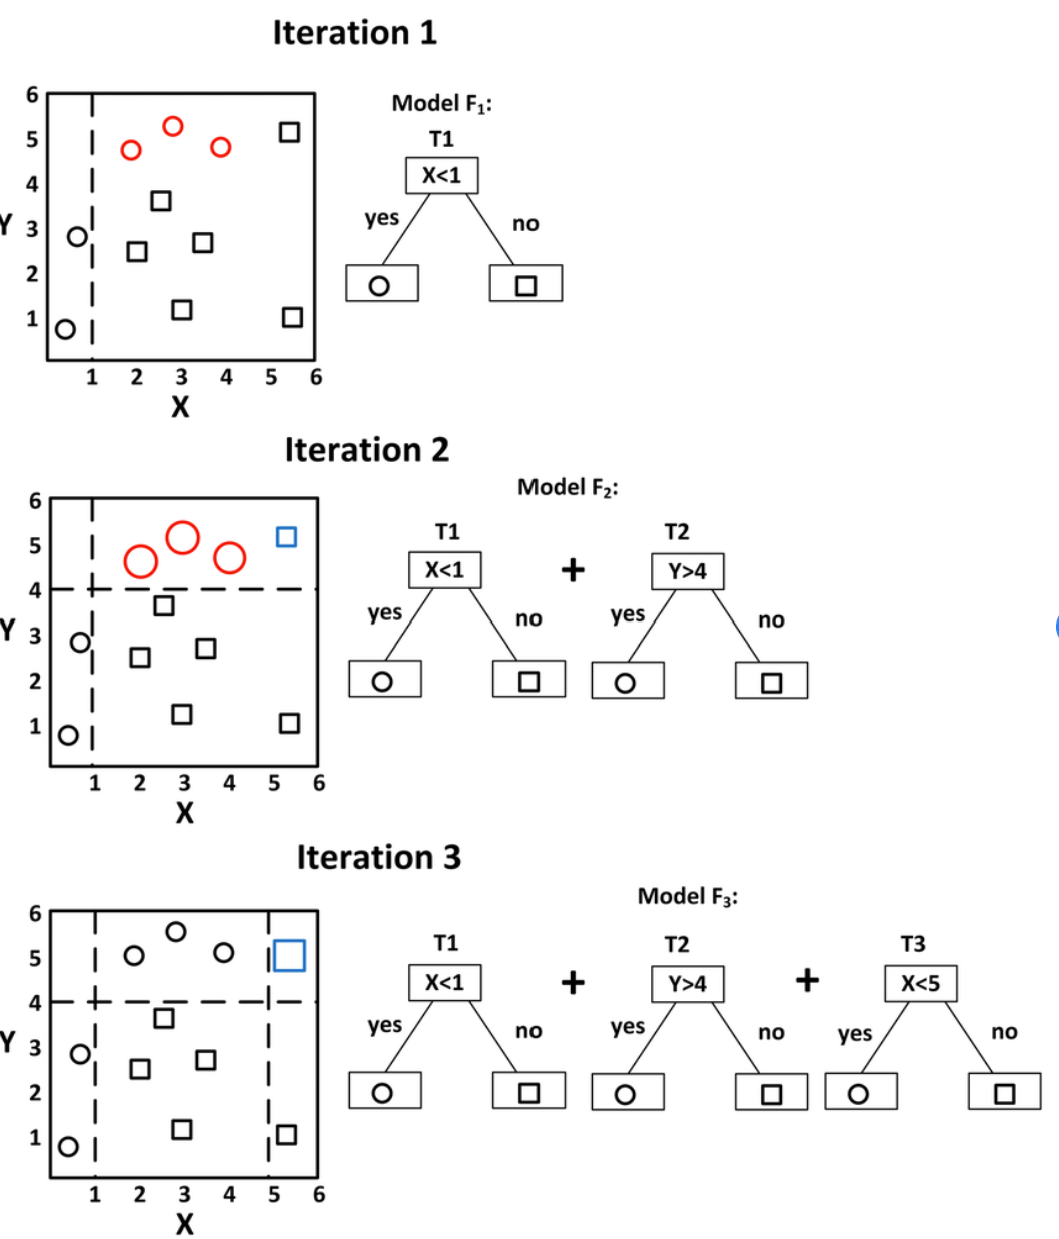 Iteration 1
Model F₁:
T1
X<1
yes
no
6
5
4
Y 3
2
1
1 2 3 4 5 6
X
Iteration 2
Model F₂:
T1 T2
X<1 + Y>4
yes no yes no
6
5
4
Y 3
2
1
1 2 3 4 5 6
X
Iteration 3
Model F₃:
T1 T2 T3
X<1 + Y>4 + X<5
yes no yes no yes no
6
5
4
Y 3
2
1
1 2 3 4 5 6
X